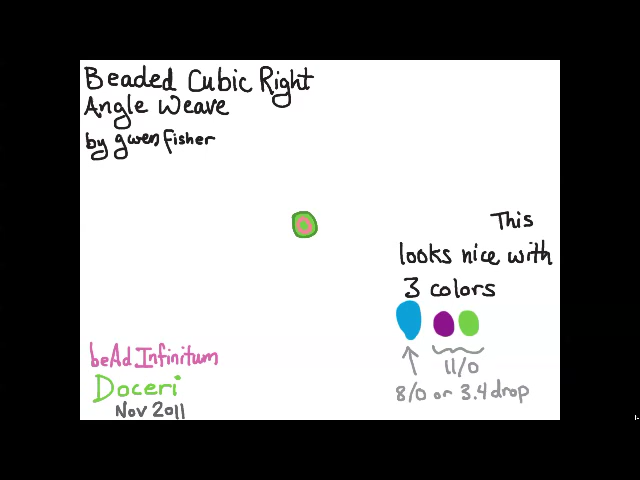 Beaded Cubic Right
Angle Weave
by gwen fisher
This
looks nice with
3 colors
11/0
8/0 or 3.4 drop
beAd Infinitum
Doceri
Nov 2011